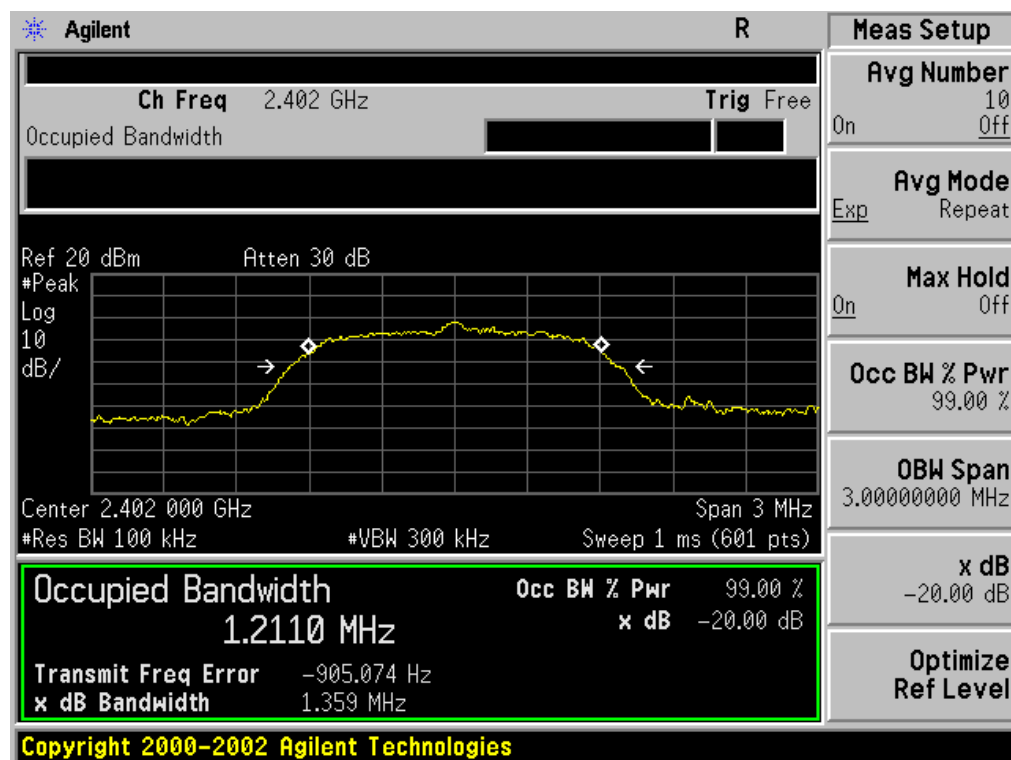 Agilent
R
Meas Setup
Ch Freq 2.402 GHz
Trig Free
Occupied Bandwidth
Avg Number
10
On Off
Avg Mode
Exp Repeat
Max Hold
On Off
Occ BW % Pwr
99.00 %
OBW Span
3.00000000 MHz
x dB
-20.00 dB
Optimize
Ref Level
Ref 20 dBm Atten 30 dB
#Peak
Log
10
dB/
Center 2.402 000 GHz Span 3 MHz
#Res BW 100 kHz #VBW 300 kHz Sweep 1 ms (601 pts)
Occupied Bandwidth
1.2110 MHz
Occ BW % Pwr 99.00 %
x dB -20.00 dB
Transmit Freq Error -905.074 Hz
x dB Bandwidth 1.359 MHz
Copyright 2000-2002 Agilent Technologies